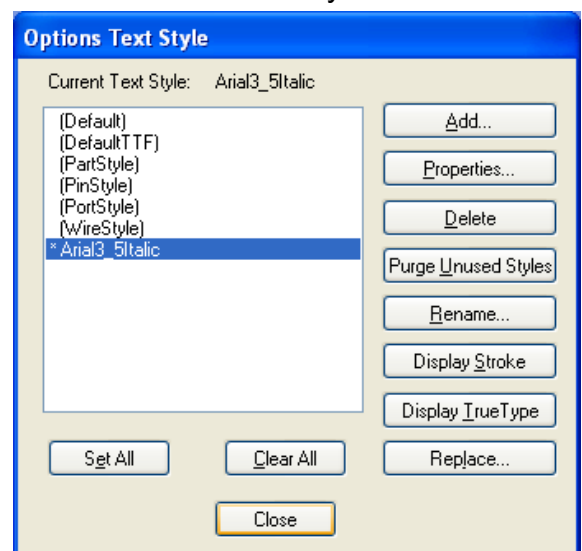 Options Text Style
Current Text Style: Arial3_5Italic
(Default)
(DefaultTTF)
(PartStyle)
(PinStyle)
(PortStyle)
(WireStyle)
* Arial3_5Italic
Add...
Properties...
Delete
Purge Unused Styles
Rename...
Display Stroke
Display TrueType
Set All
Clear All
Replace...
Close